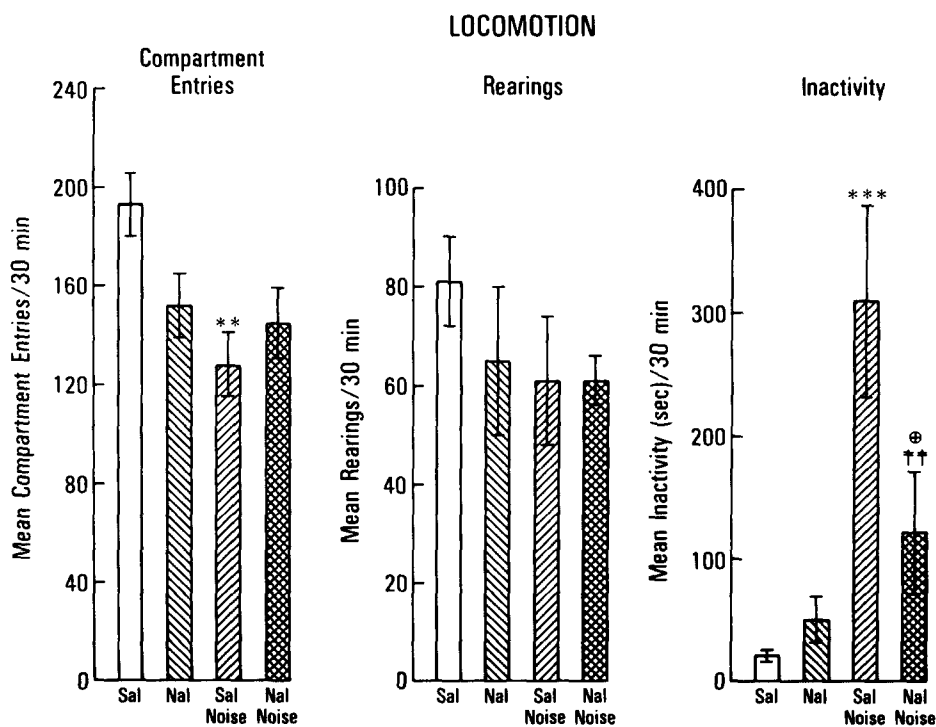 LOCOMOTION
Compartment
Entries
240
200
160
120
80
40
0
Mean Compartment Entries/30 min
**
Sal
Nal
Sal
Noise
Nal
Noise
Rearings
100
80
60
40
20
0
Mean Rearings/30 min
Sal
Nal
Sal
Noise
Nal
Noise
Inactivity
400
300
200
100
0
Mean Inactivity (sec)/30 min
***
⊕
††
Sal
Nal
Sal
Noise
Nal
Noise